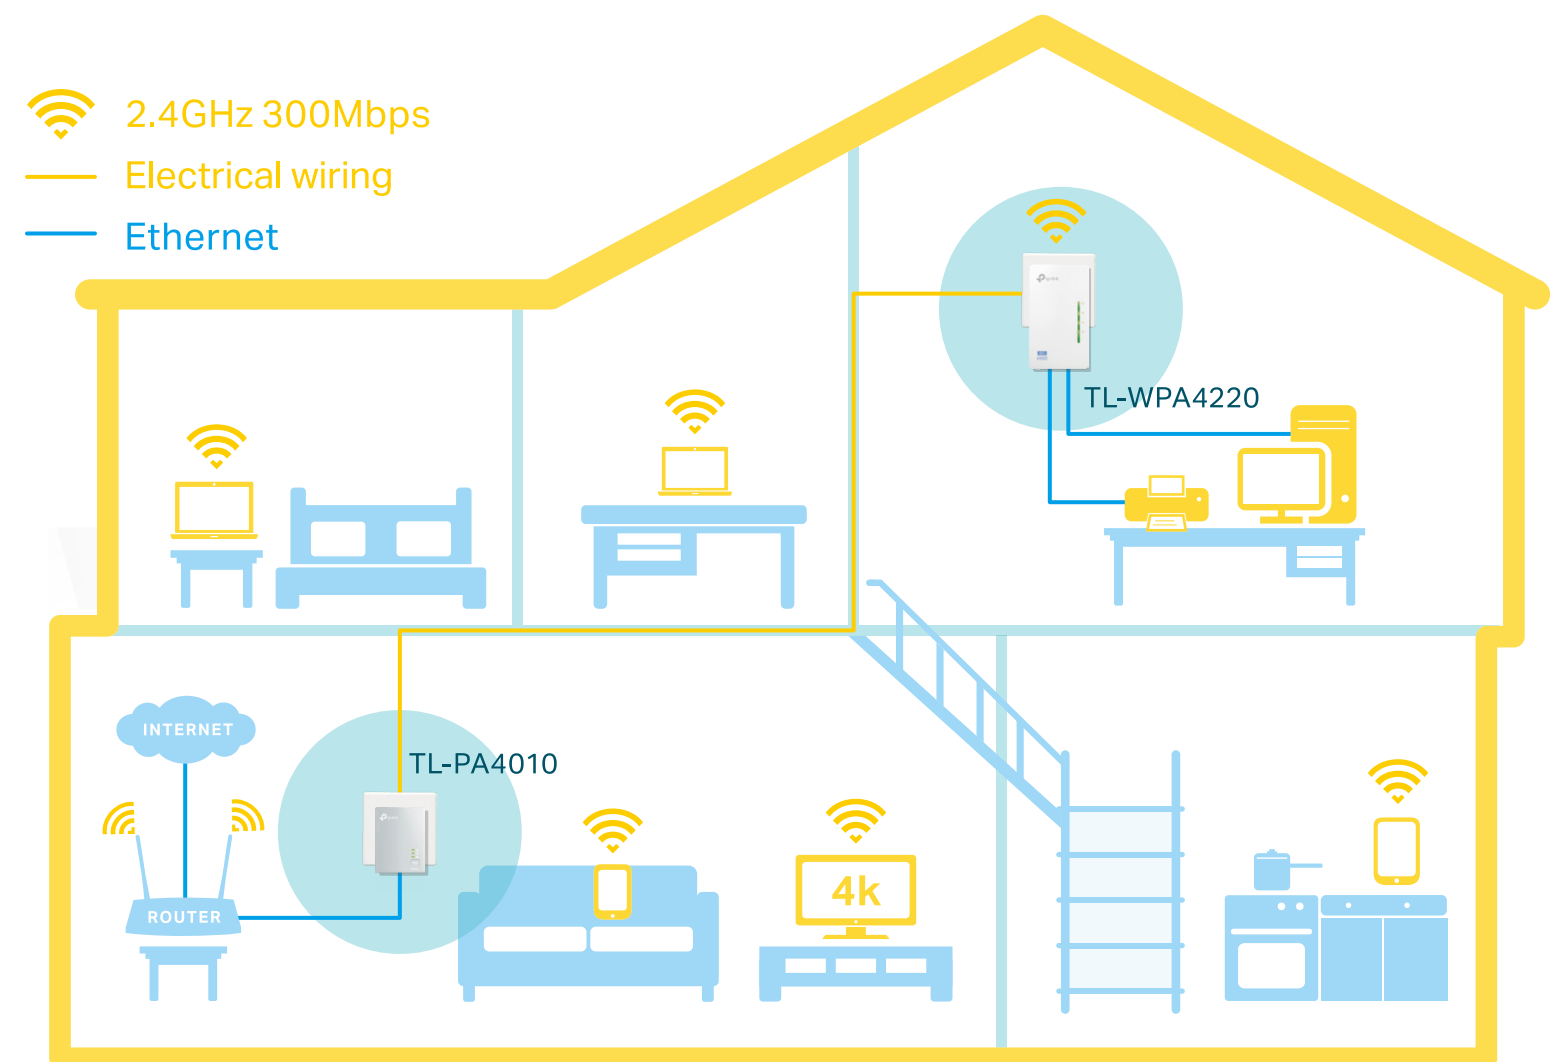 2.4GHz 300Mbps
Electrical wiring
Ethernet
TL-WPA4220
INTERNET
TL-PA4010
4k
ROUTER